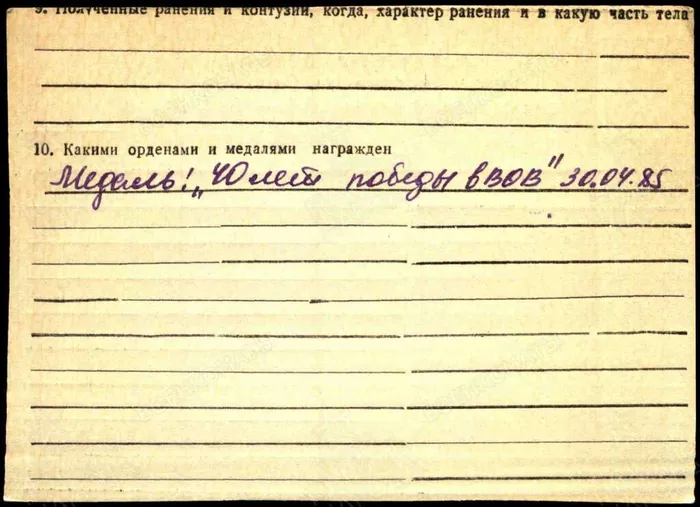 9. Полученные ранения и контузии, когда, характер ранения и в какую часть тела
10. Какими орденами и медалями награжден
Медаль! „40 лет победы в ВОВ" 30.04.85